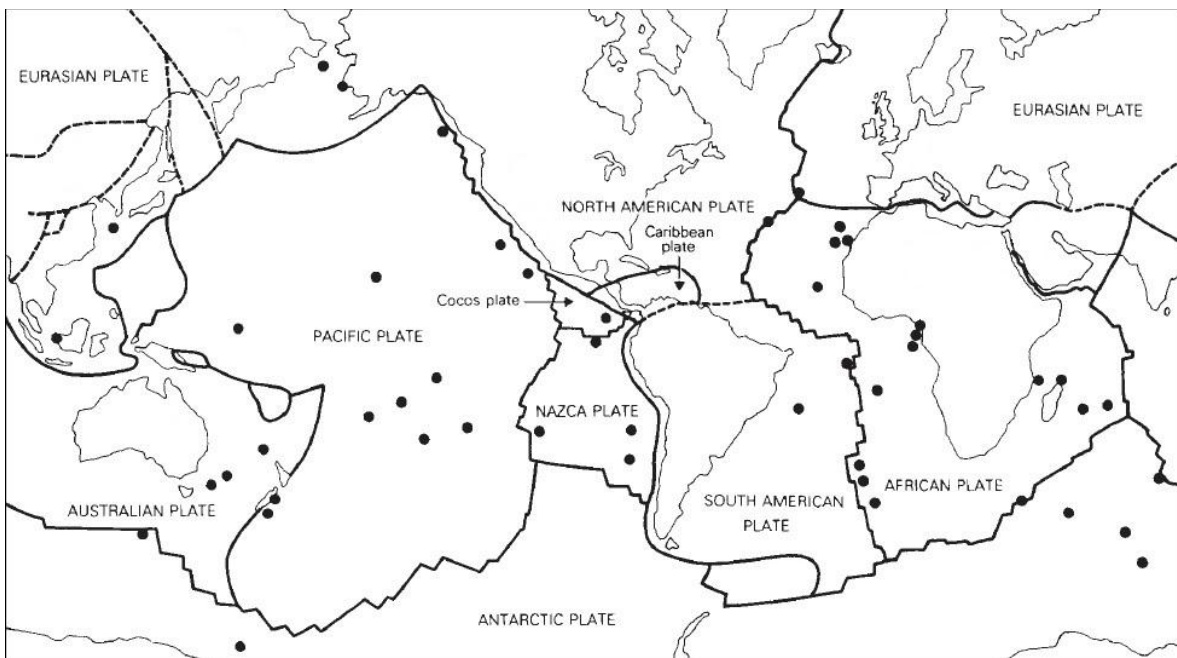 EURASIAN PLATE
EURASIAN PLATE
NORTH AMERICAN PLATE
Caribbean
plate
Cocos plate
PACIFIC PLATE
NAZCA PLATE
AUSTRALIAN PLATE
SOUTH AMERICAN
PLATE
AFRICAN PLATE
ANTARCTIC PLATE